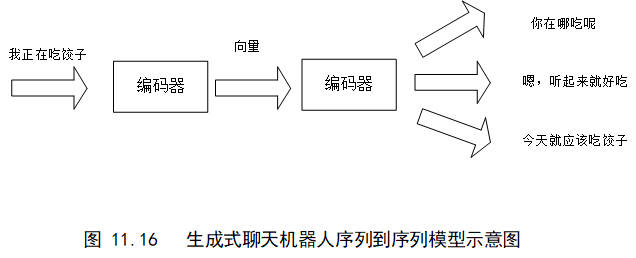 我正在吃饺子
编码器
向量
编码器
你在哪吃呢
嗯，听起来就好吃
今天就应该吃饺子
图 11.16 生成式聊天机器人序列到序列模型示意图